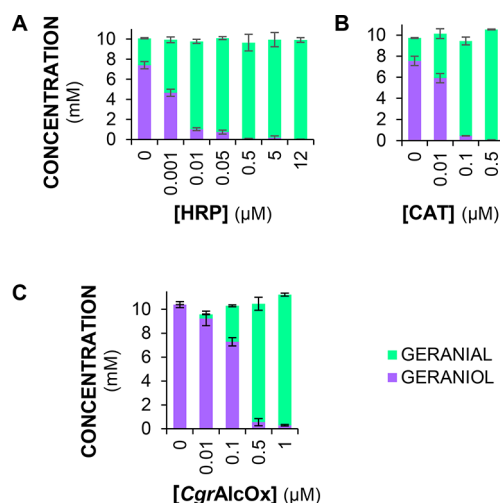 A
CONCENTRATION
(mM)
10
8
6
4
2
0
0
0.001
0.01
0.05
0.5
5
12
[HRP] (µM)
B
10
8
6
4
2
0
0
0.01
0.1
0.5
[CAT] (µM)
C
CONCENTRATION
(mM)
10
8
6
4
2
0
0
0.01
0.1
0.5
1
[CgrAlcOx] (µM)
GERANIAL
GERANIOL